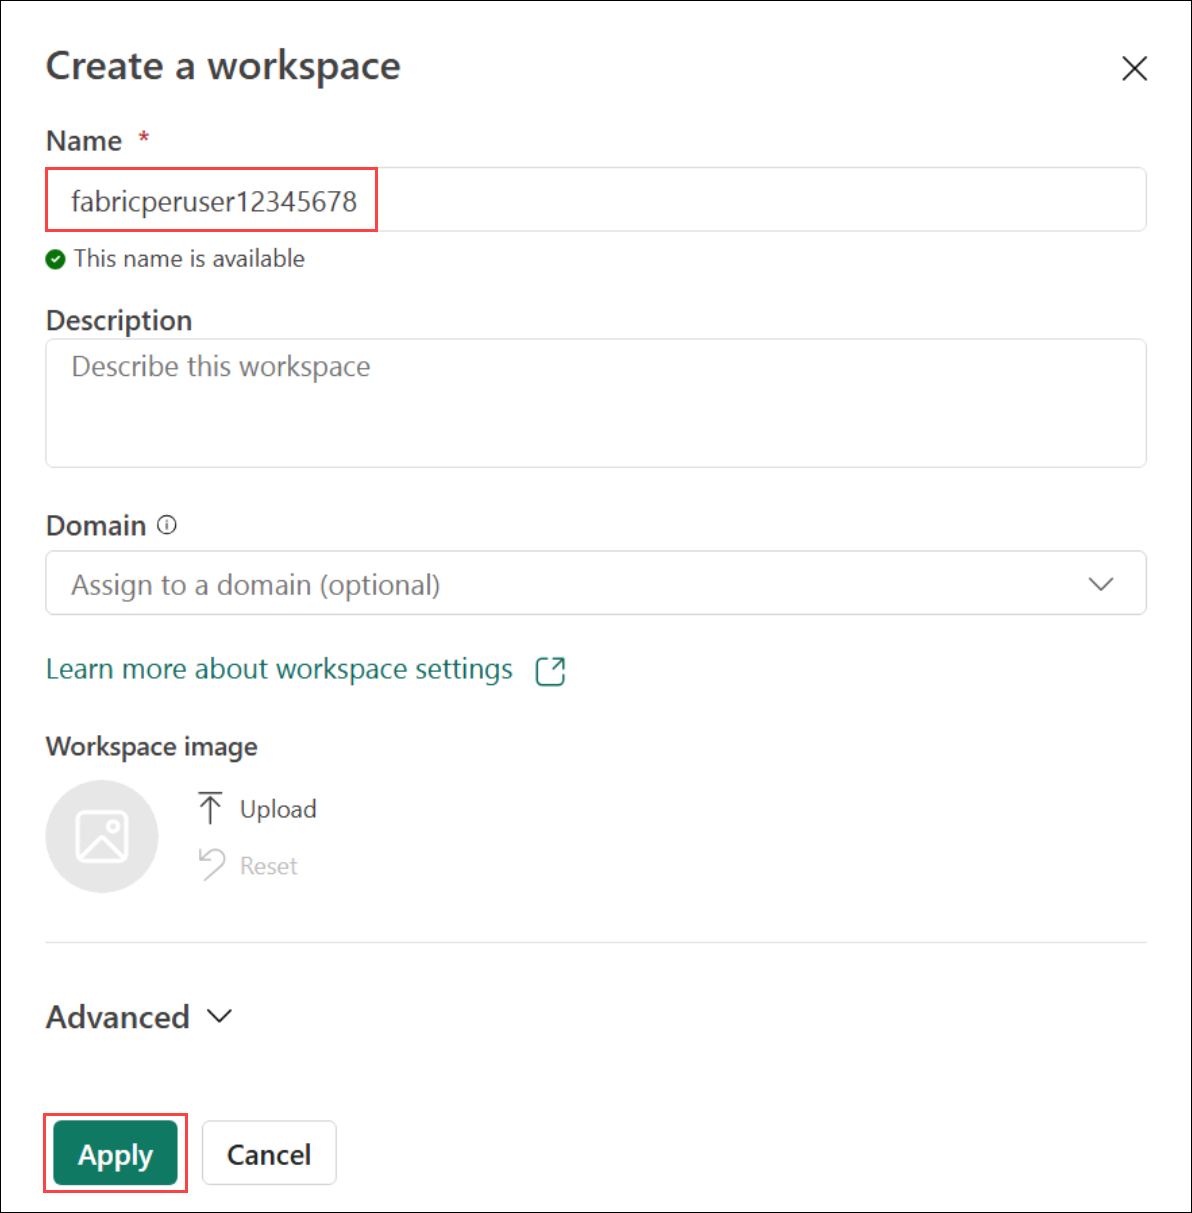 Create a workspace
Name *
fabricperuser12345678
This name is available
Description
Describe this workspace
Domain
Assign to a domain (optional)
Learn more about workspace settings
Workspace image
Upload
Reset
Advanced
Apply
Cancel